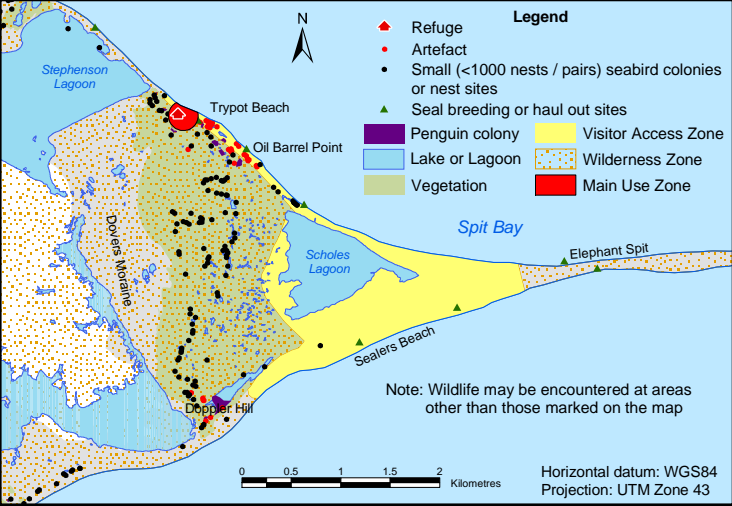 N
Legend
Refuge
Artefact
Small (<1000 nests / pairs) seabird colonies
or nest sites
Seal breeding or haul out sites
Penguin colony
Visitor Access Zone
Lake or Lagoon
Wilderness Zone
Vegetation
Main Use Zone
Stephenson
Lagoon
Trypot Beach
Oil Barrel Point
Dovers Moraine
Scholes
Lagoon
Spit Bay
Elephant Spit
Sealers Beach
Doppler Hill
Note: Wildlife may be encountered at areas
other than those marked on the map
0 0.5 1 1.5 2
Kilometres
Horizontal datum: WGS84
Projection: UTM Zone 43